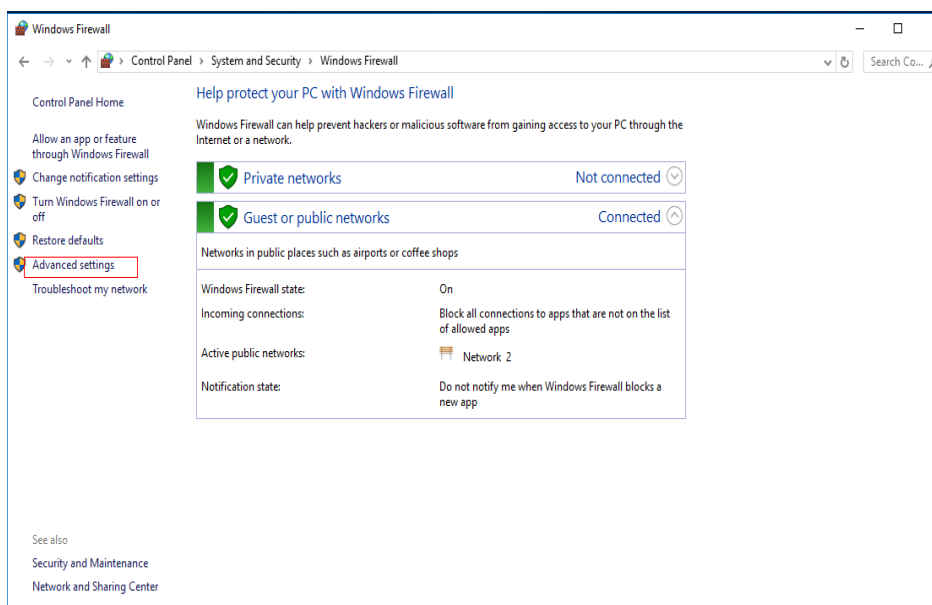 Windows Firewall
Control Panel > System and Security > Windows Firewall
Search Co...
Control Panel Home
Allow an app or feature
through Windows Firewall
Change notification settings
Turn Windows Firewall on or
off
Restore defaults
Advanced settings
Troubleshoot my network
Help protect your PC with Windows Firewall
Windows Firewall can help prevent hackers or malicious software from gaining access to your PC through the
Internet or a network.
Private networks Not connected
Guest or public networks Connected
Networks in public places such as airports or coffee shops
Windows Firewall state: On
Incoming connections: Block all connections to apps that are not on the list
of allowed apps
Active public networks: Network 2
Notification state: Do not notify me when Windows Firewall blocks a
new app
See also
Security and Maintenance
Network and Sharing Center